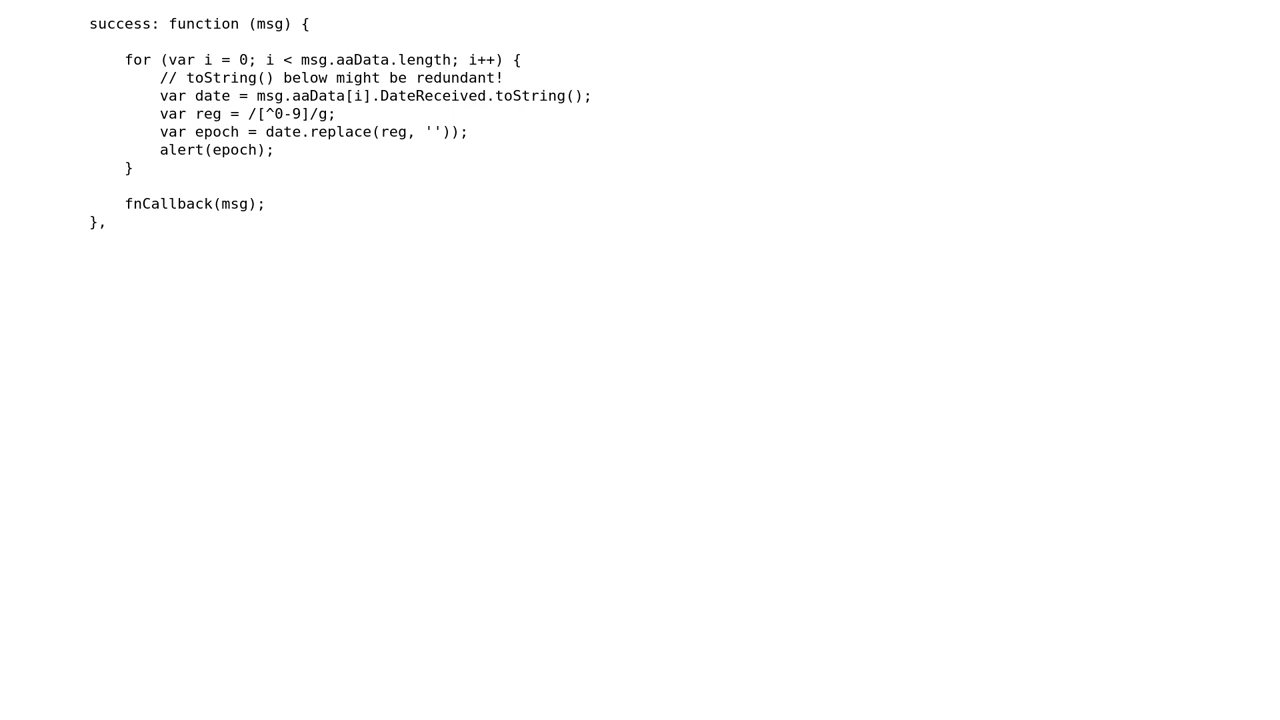 success: function (msg) {
for (var i = 0; i < msg.aaData.length; i++) {
// toString() below might be redundant!
var date = msg.aaData[i].DateReceived.toString();
var reg = /[^0-9]/g;
var epoch = date.replace(reg, ''));
alert(epoch);
}
fnCallback(msg);
},